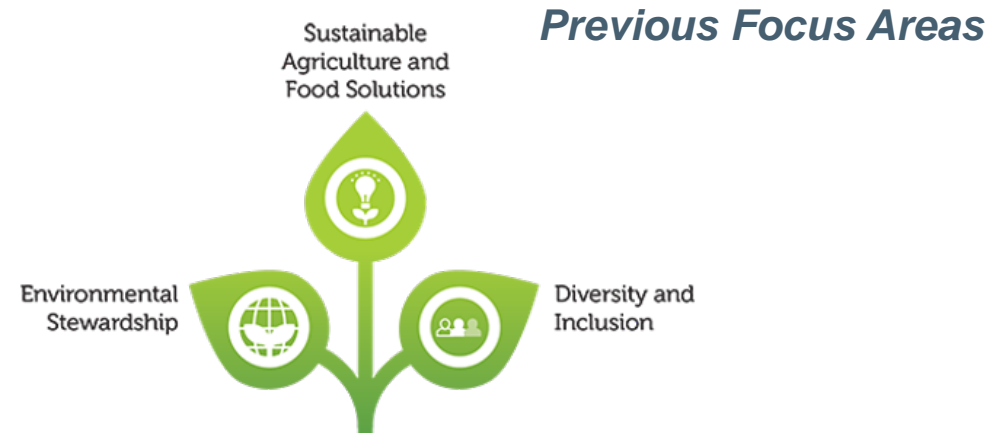 Previous Focus Areas
Sustainable
Agriculture and
Food Solutions
Environmental
Stewardship
Diversity and
Inclusion